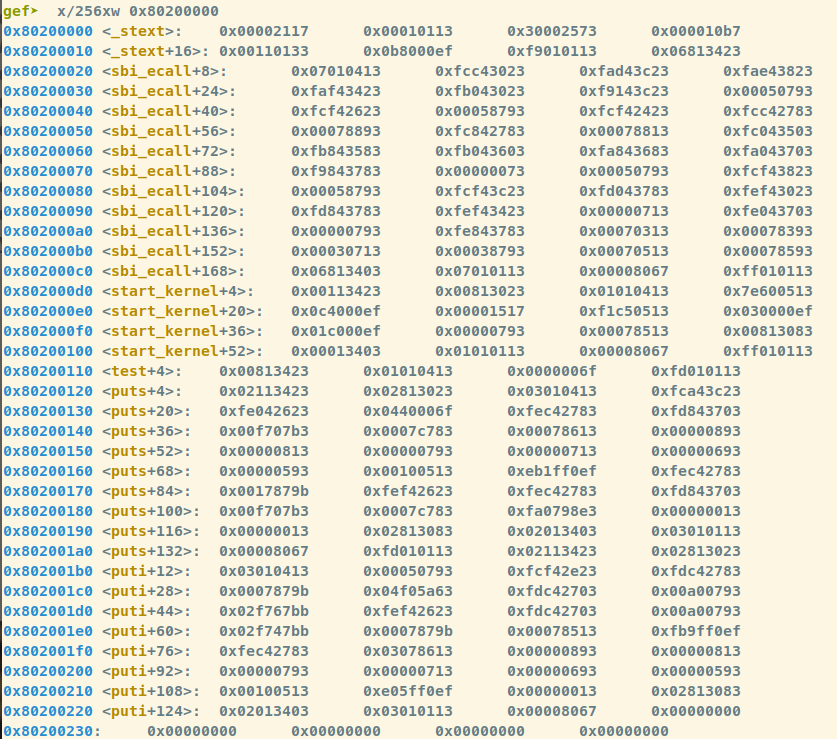 gef➤  x/256xw 0x80200000
0x80200000 <_stext>:	0x00002117	0x00010113	0x30002573	0x000010b7
0x80200010 <_stext+16>:	0x00110133	0x0b8000ef	0xf9010113	0x06813423
0x80200020 <sbi_ecall+8>:	0x07010413	0xfcc43023	0xfad43c23	0xfae43823
0x80200030 <sbi_ecall+24>:	0xfaf43423	0xfb043023	0xf9143c23	0x00050793
0x80200040 <sbi_ecall+40>:	0xfcf42623	0x00058793	0xfcf42423	0xfcc42783
0x80200050 <sbi_ecall+56>:	0x00078893	0xfc842783	0x00078813	0xfc043503
0x80200060 <sbi_ecall+72>:	0xfb843583	0xfb043603	0xfa843683	0xfa043703
0x80200070 <sbi_ecall+88>:	0xf9843783	0x00000073	0x00050793	0xfcf43823
0x80200080 <sbi_ecall+104>:	0x00058793	0xfcf43c23	0xfd043783	0xfef43023
0x80200090 <sbi_ecall+120>:	0xfd843783	0xfef43423	0x00000713	0xfe043703
0x802000a0 <sbi_ecall+136>:	0x00000793	0xfe843783	0x00070313	0x00078393
0x802000b0 <sbi_ecall+152>:	0x00030713	0x00038793	0x00070513	0x00078593
0x802000c0 <sbi_ecall+168>:	0x06813403	0x07010113	0x00008067	0xff010113
0x802000d0 <start_kernel+4>:	0x00113423	0x00813023	0x01010413	0x7e600513
0x802000e0 <start_kernel+20>:	0x0c4000ef	0x00001517	0xf1c50513	0x030000ef
0x802000f0 <start_kernel+36>:	0x01c000ef	0x00000793	0x00078513	0x00813083
0x80200100 <start_kernel+52>:	0x00013403	0x01010113	0x00008067	0xff010113
0x80200110 <test+4>:	0x00813423	0x01010413	0x0000006f	0xfd010113
0x80200120 <puts+4>:	0x02113423	0x02813023	0x03010413	0xfca43c23
0x80200130 <puts+20>:	0xfe042623	0x0440006f	0xfec42783	0xfd843703
0x80200140 <puts+36>:	0x00f707b3	0x0007c783	0x00078613	0x00000893
0x80200150 <puts+52>:	0x00000813	0x00000793	0x00000713	0x00000693
0x80200160 <puts+68>:	0x00000593	0x00100513	0xeb1ff0ef	0xfec42783
0x80200170 <puts+84>:	0x0017879b	0xfef42623	0xfec42783	0xfd843703
0x80200180 <puts+100>:	0x00f707b3	0x0007c783	0xfa0798e3	0x00000013
0x80200190 <puts+116>:	0x00000013	0x02813083	0x02013403	0x03010113
0x802001a0 <puts+132>:	0x00008067	0xfd010113	0x02113423	0x02813023
0x802001b0 <puti+12>:	0x03010413	0x00050793	0xfcf42e23	0xfdc42783
0x802001c0 <puti+28>:	0x0007879b	0x04f05a63	0xfdc42703	0x00a00793
0x802001d0 <puti+44>:	0x02f767bb	0xfef42623	0xfdc42703	0x00a00793
0x802001e0 <puti+60>:	0x02f747bb	0x0007879b	0x00078513	0xfb9ff0ef
0x802001f0 <puti+76>:	0xfec42783	0x03078613	0x00000893	0x00000813
0x80200200 <puti+92>:	0x00000793	0x00000713	0x00000693	0x00000593
0x80200210 <puti+108>:	0x00100513	0xe05ff0ef	0x00000013	0x02813083
0x80200220 <puti+124>:	0x02013403	0x03010113	0x00008067	0x00000000
0x80200230:	0x00000000	0x00000000	0x00000000	0x00000000